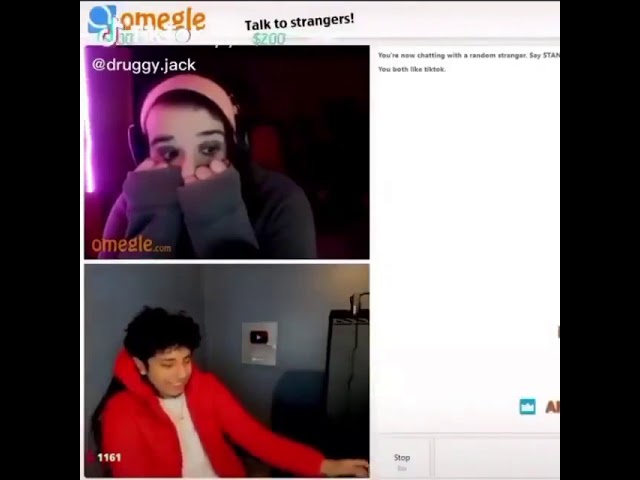 omegle
Talk to strangers!
$200
@druggy.jack
You're now chatting with a random stranger. Say
You both like tiktok.
omegle.com
1161
Stop